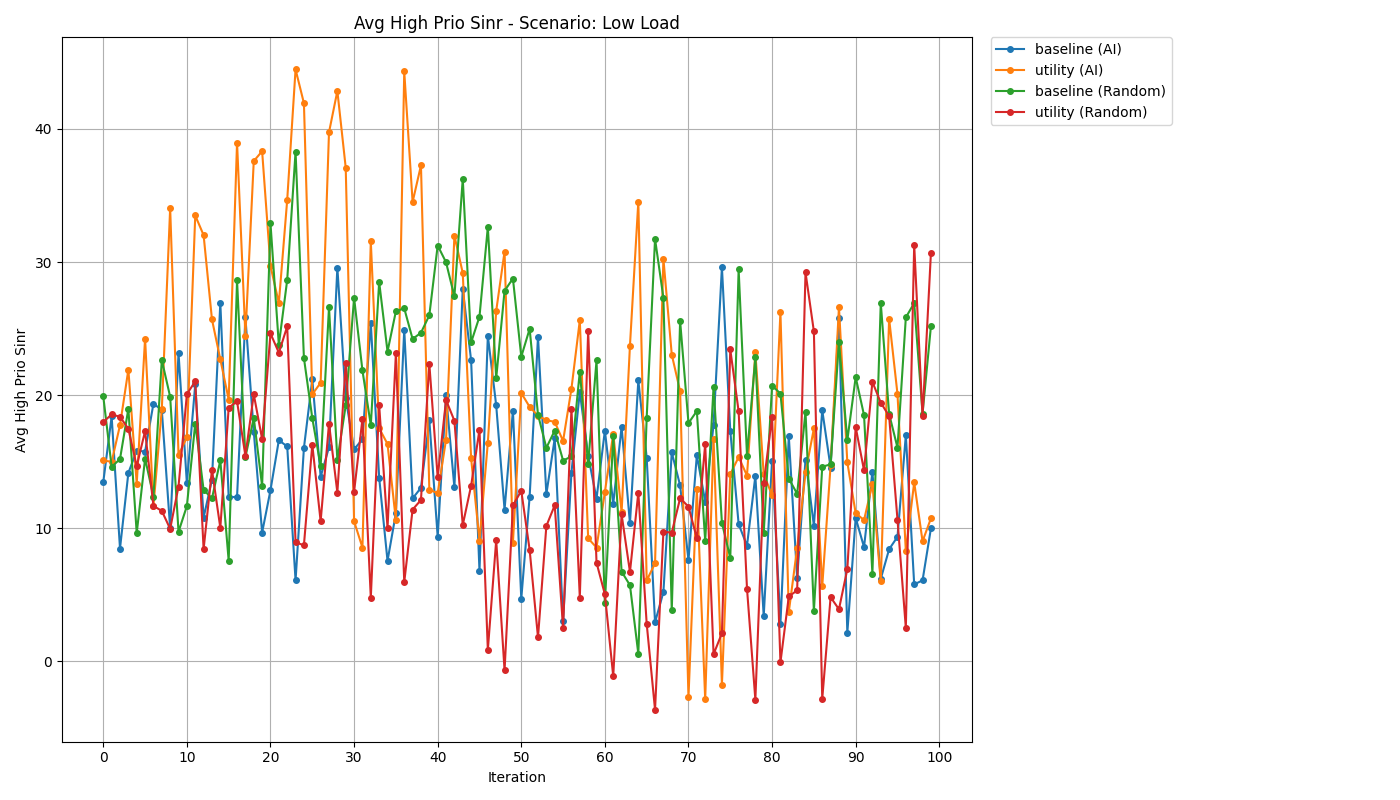 Avg High Prio Sinr - Scenario: Low Load
baseline (AI)
utility (AI)
baseline (Random)
utility (Random)
Avg High Prio Sinr
40
30
20
10
0
0 10 20 30 40 50 60 70 80 90 100
Iteration